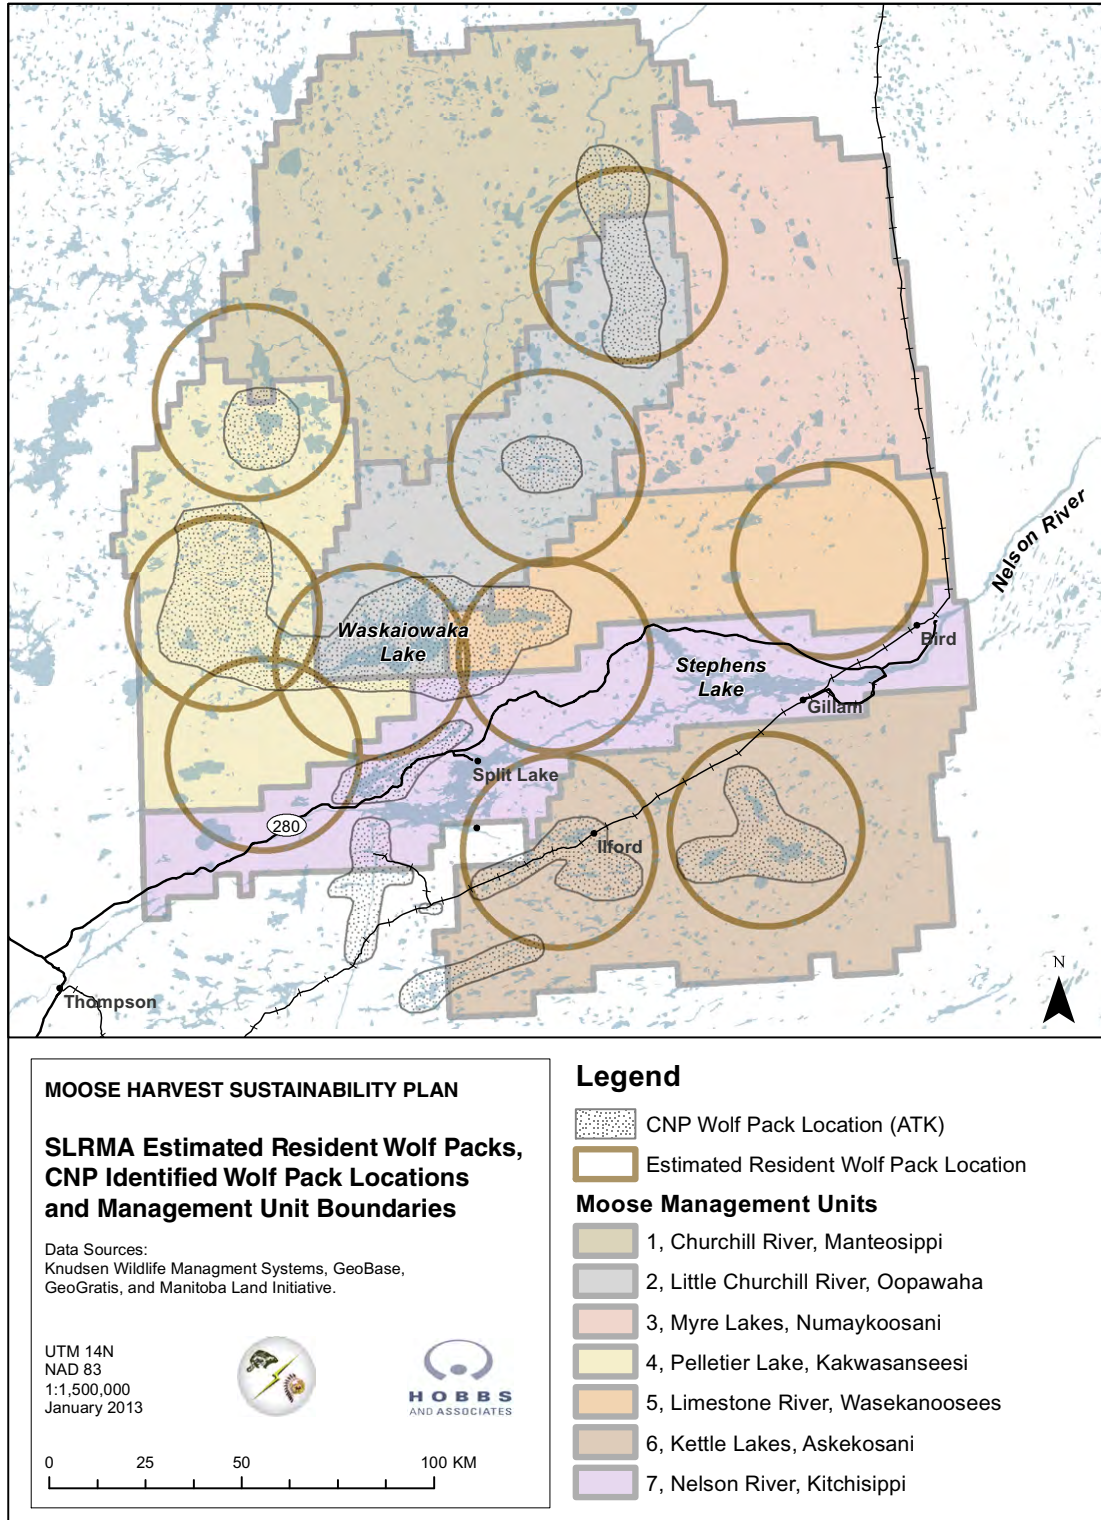 Waskaiowaka
Lake
Stephens
Lake
Nelson River
Bird
Gillam
Split Lake
Ilford
280
Thompson
N
MOOSE HARVEST SUSTAINABILITY PLAN
SLRMA Estimated Resident Wolf Packs,
CNP Identified Wolf Pack Locations
and Management Unit Boundaries
Data Sources:
Knudsen Wildlife Managment Systems, GeoBase,
GeoGratis, and Manitoba Land Initiative.
UTM 14N
NAD 83
1:1,500,000
January 2013
HOBBS
AND ASSOCIATES
0 25 50 100 KM
Legend
CNP Wolf Pack Location (ATK)
Estimated Resident Wolf Pack Location
Moose Management Units
1, Churchill River, Manteosippi
2, Little Churchill River, Oopawaha
3, Myre Lakes, Numaykoosani
4, Pelletier Lake, Kakwasanseesi
5, Limestone River, Wasekanoosees
6, Kettle Lakes, Askekosani
7, Nelson River, Kitchisippi